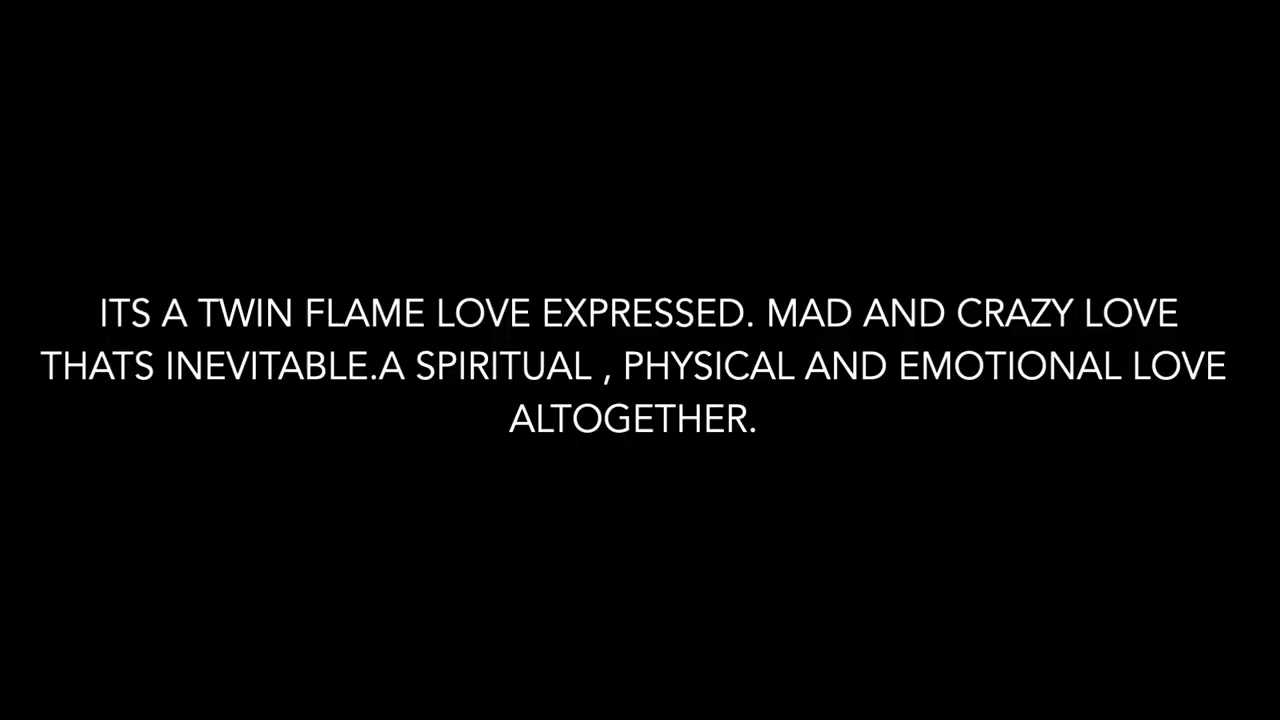 ITS A TWIN FLAME LOVE EXPRESSED. MAD AND CRAZY LOVE
THATS INEVITABLE.A SPIRITUAL , PHYSICAL AND EMOTIONAL LOVE
ALTOGETHER.